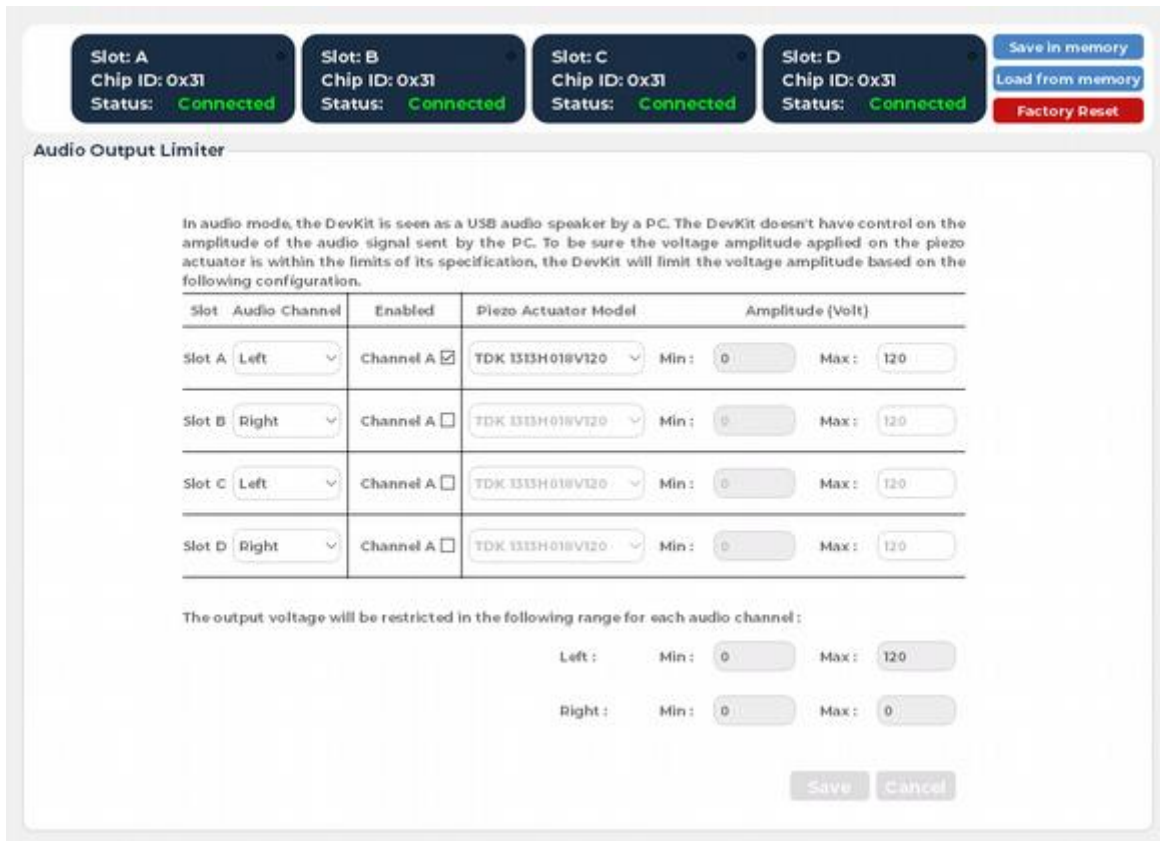 Slot: A
Chip ID: 0x31
Status: Connected
Slot: B
Chip ID: 0x31
Status: Connected
Slot: C
Chip ID: 0x31
Status: Connected
Slot: D
Chip ID: 0x31
Status: Connected
Save in memory
Load from memory
Factory Reset
Audio Output Limiter
In audio mode, the DevKit is seen as a USB audio speaker by a PC. The DevKit doesn't have control on the
amplitude of the audio signal sent by the PC. To be sure the voltage amplitude applied on the piezo
actuator is within the limits of its specification, the DevKit will limit the voltage amplitude based on the
following configuration.
Slot Audio Channel Enabled Piezo Actuator Model Amplitude (Volt)
Slot A Left Channel A TDK 1313H018V120 Min : 0 Max : 120
Slot B Right Channel A TDK 1313H018V120 Min : 0 Max : 120
Slot C Left Channel A TDK 1313H018V120 Min : 0 Max : 120
Slot D Right Channel A TDK 1313H018V120 Min : 0 Max : 120
The output voltage will be restricted in the following range for each audio channel :
Left : Min : 0 Max : 120
Right : Min : 0 Max : 0
Save Cancel